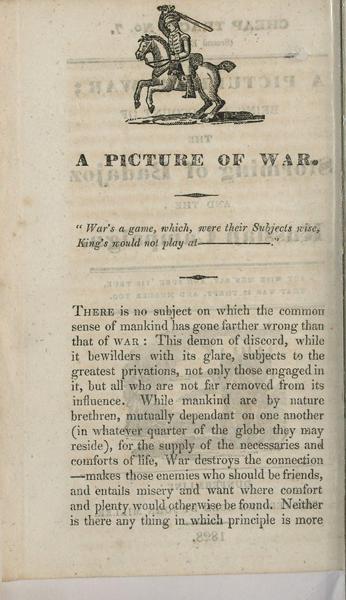 A PICTURE OF WAR.
" War's a game, which, were their Subjects wise,
King's would not play at————."
THERE is no subject on which the common
sense of mankind has gone farther wrong than
that of WAR : This demon of discord, while
it bewilders with its glare, subjects to the
greatest privations, not only those engaged in
it, but all who are not far removed from its
influence. While mankind are by nature
brethren, mutually dependant on one another
(in whatever quarter of the globe they may
reside), for the supply of the necessaries and
comforts of life, War destroys the connection
—makes those enemies who should be friends,
and entails misery and want where comfort
and plenty would otherwise be found. Neither
is there any thing in which principle is more